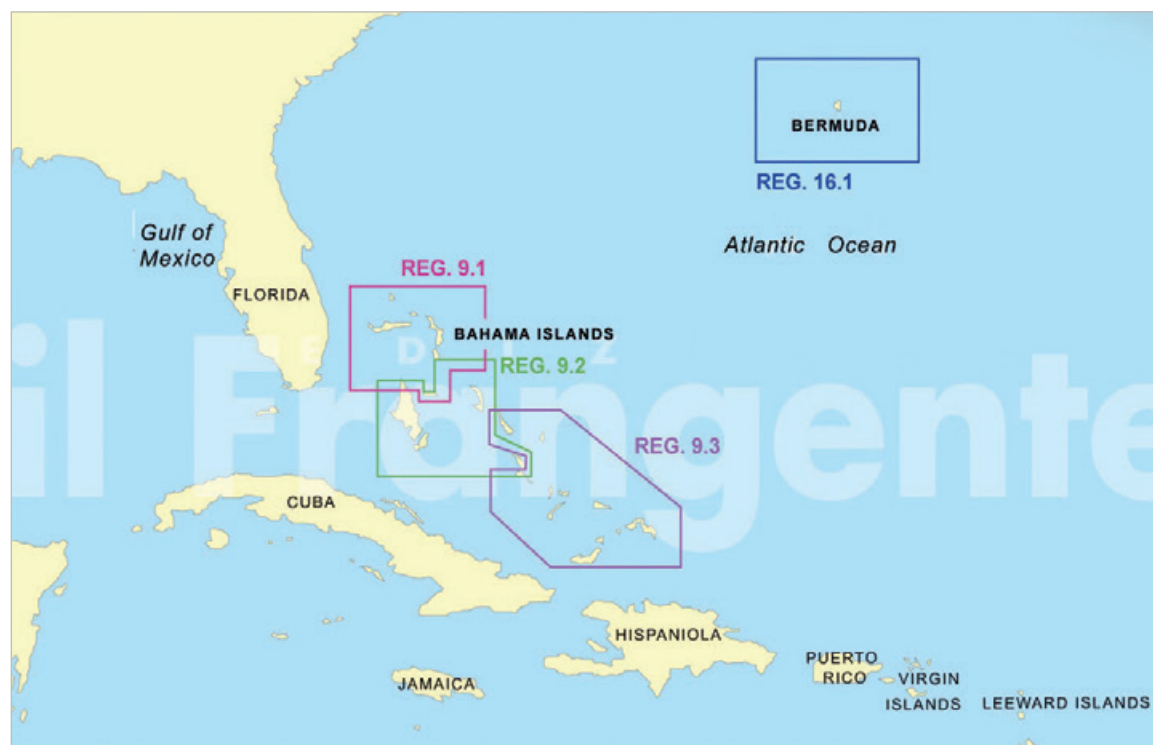 BERMUDA
REG. 16.1
Gulf of
Mexico
Atlantic Ocean
REG. 9.1
FLORIDA
BAHAMA ISLANDS
EDIZ
REG. 9.2
il Frangente
REG. 9.3
CUBA
HISPANIOLA
JAMAICA
PUERTO
RICO
VIRGIN
ISLANDS
LEEWARD ISLANDS